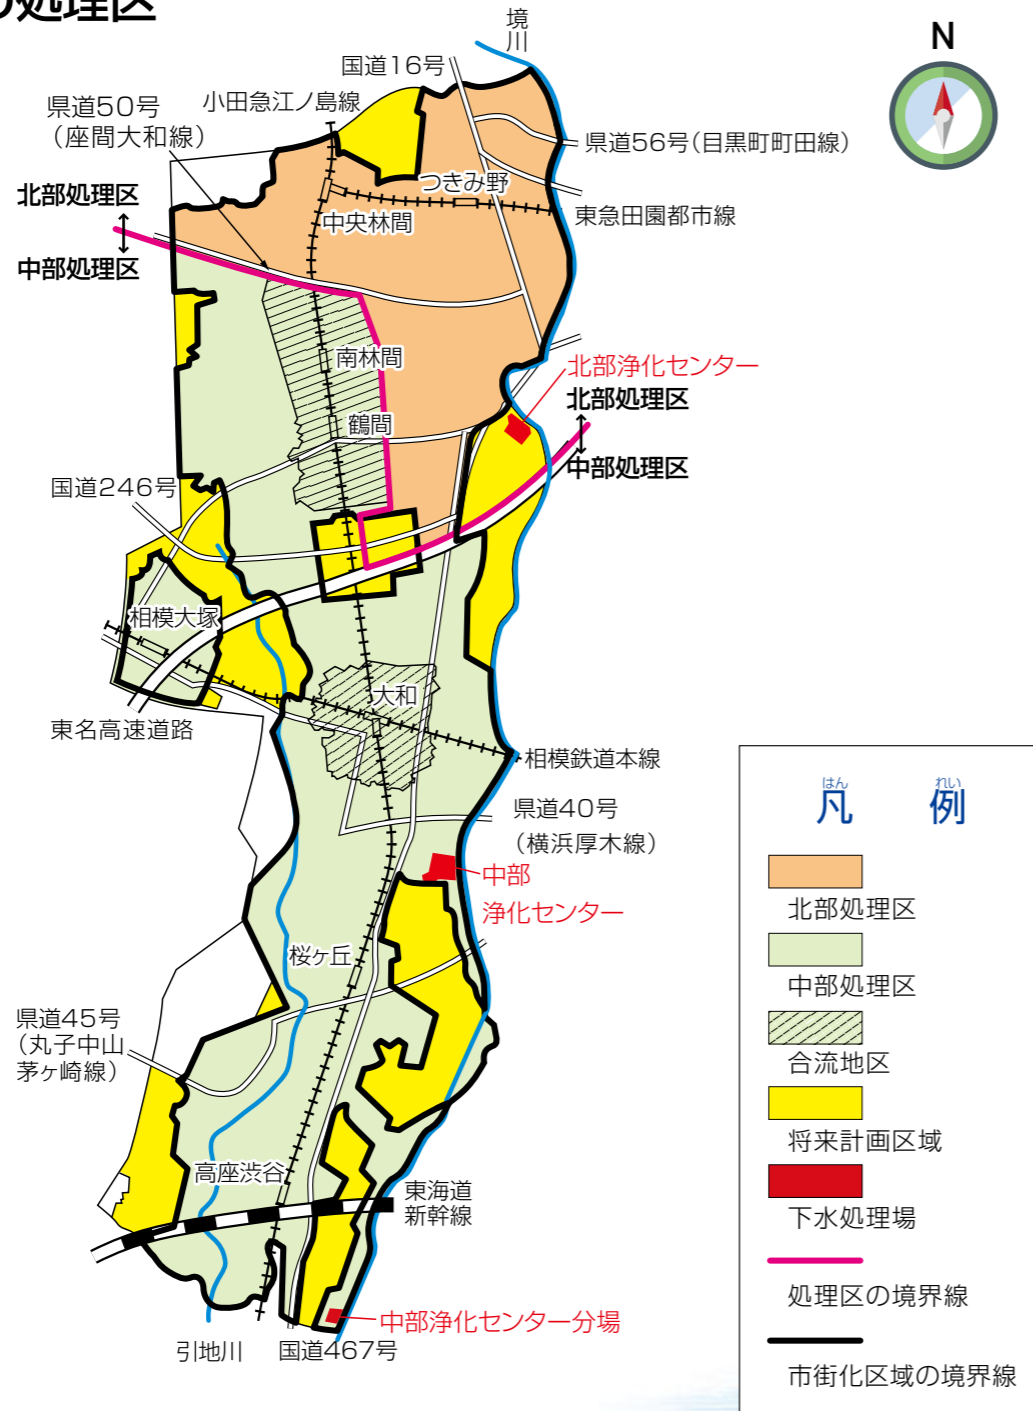 の処理区
境川
N
国道16号
小田急江ノ島線
県道50号
（座間大和線）
県道56号(目黒町町田線)
つきみ野
東急田園都市線
中央林間
北部処理区
中部処理区
南林間
北部浄化センター
北部処理区
鶴間
中部処理区
国道246号
相模大塚
大和
東名高速道路
相模鉄道本線
県道40号
（横浜厚木線）
中部
浄化センター
桜ヶ丘
県道45号
（丸子中山
茅ヶ崎線）
高座渋谷
東海道
新幹線
中部浄化センター分場
引地川
国道467号
はん れい
凡 例
北部処理区
中部処理区
合流地区
将来計画区域
下水処理場
処理区の境界線
市街化区域の境界線